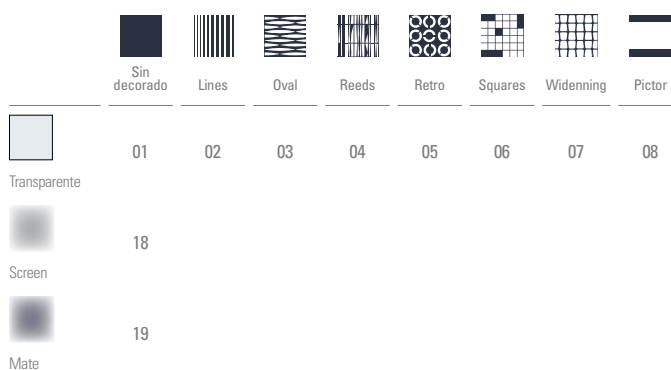 Sin
decorado Lines Oval Reeds Retro Squares Widenning Pictor
01 02 03 04 05 06 07 08
Transparente
18
Screen
19
Mate